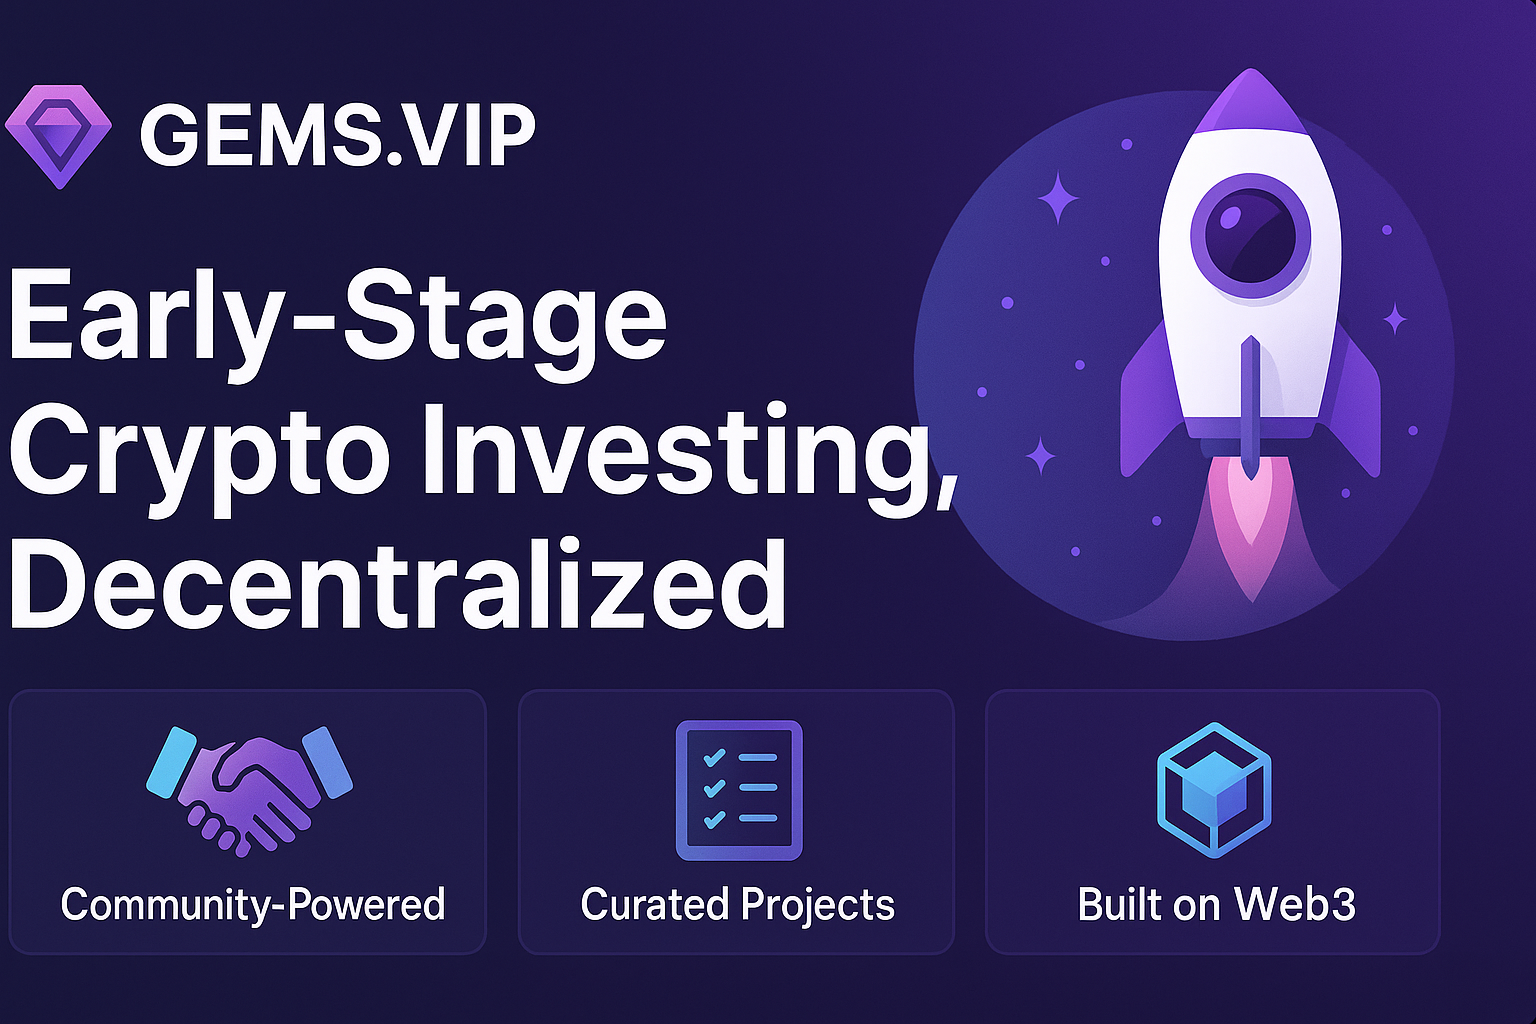 GEMS.VIP
Early-Stage
Crypto Investing,
Decentralized
Community-Powered
Curated Projects
Built on Web3